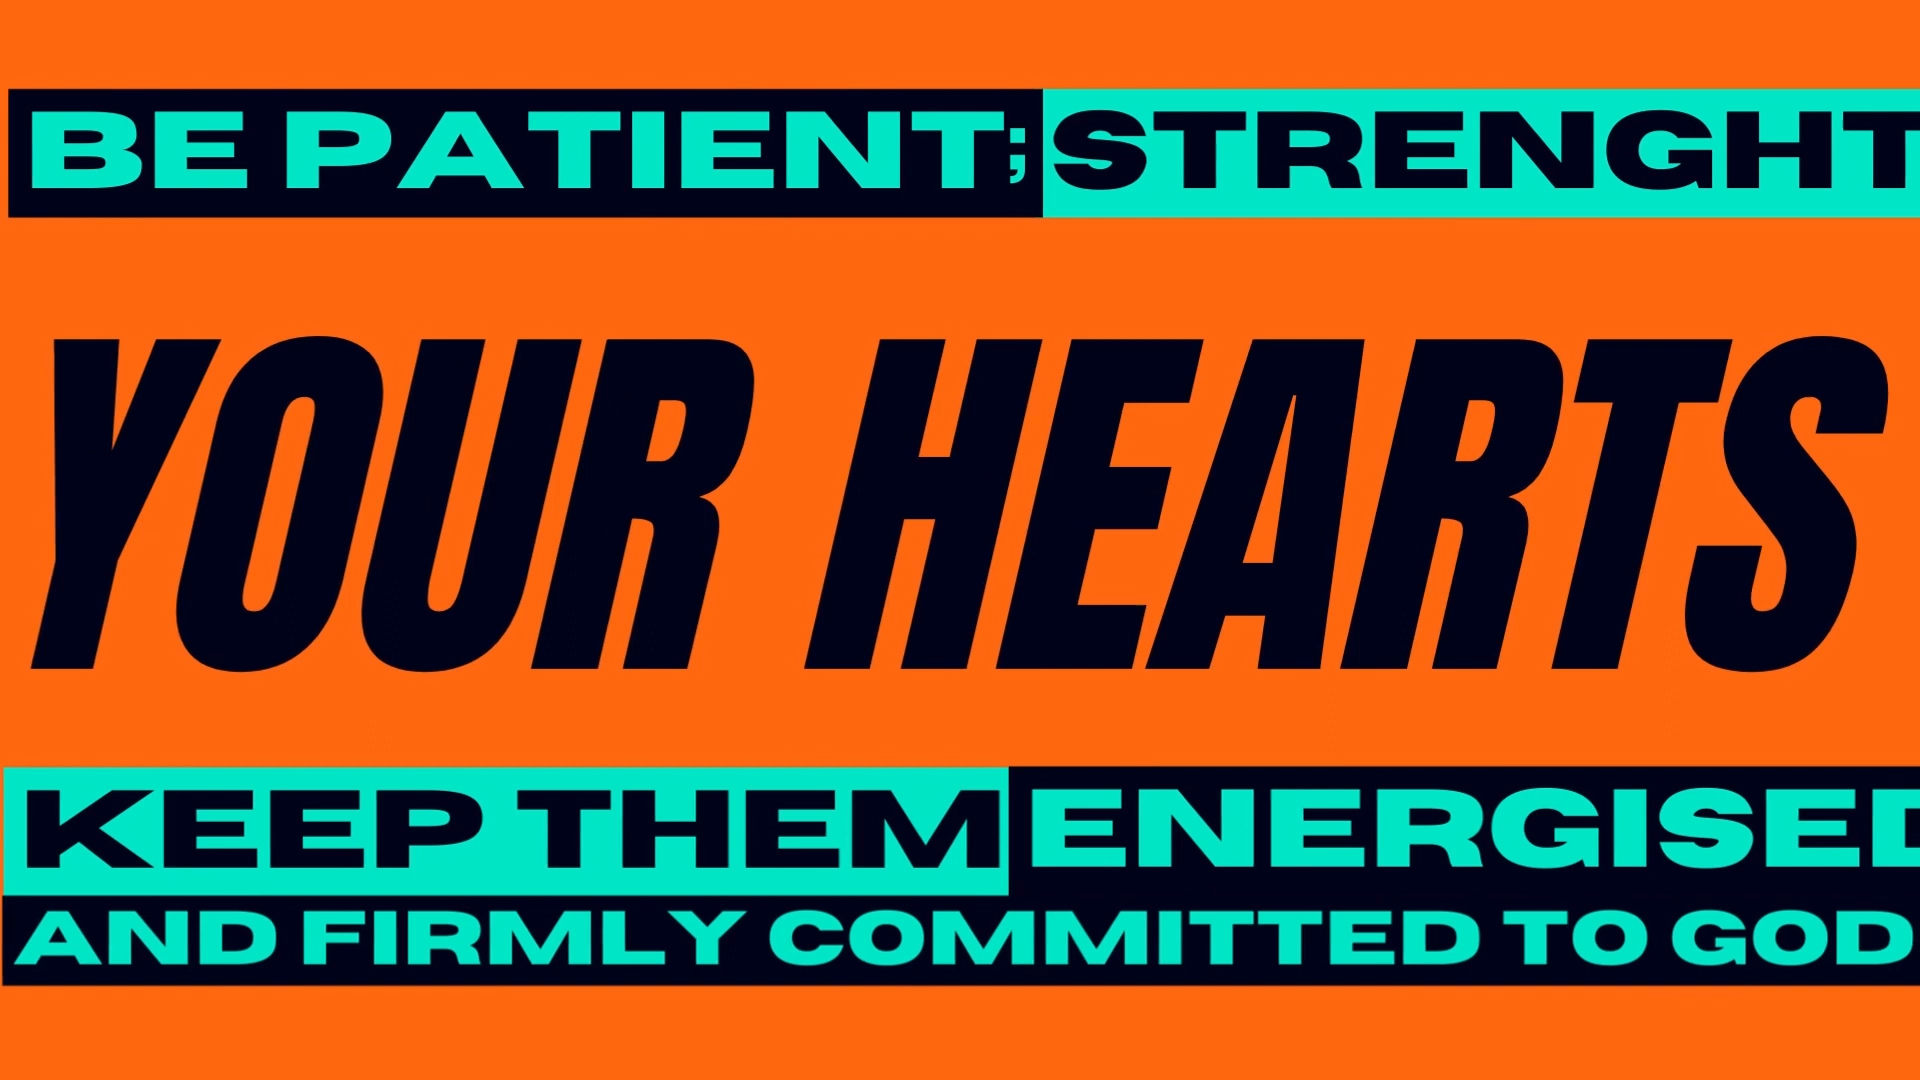 BE PATIENT; STRENGHT
YOUR HEARTS
KEEP THEM ENERGISED
AND FIRMLY COMMITTED TO GOD